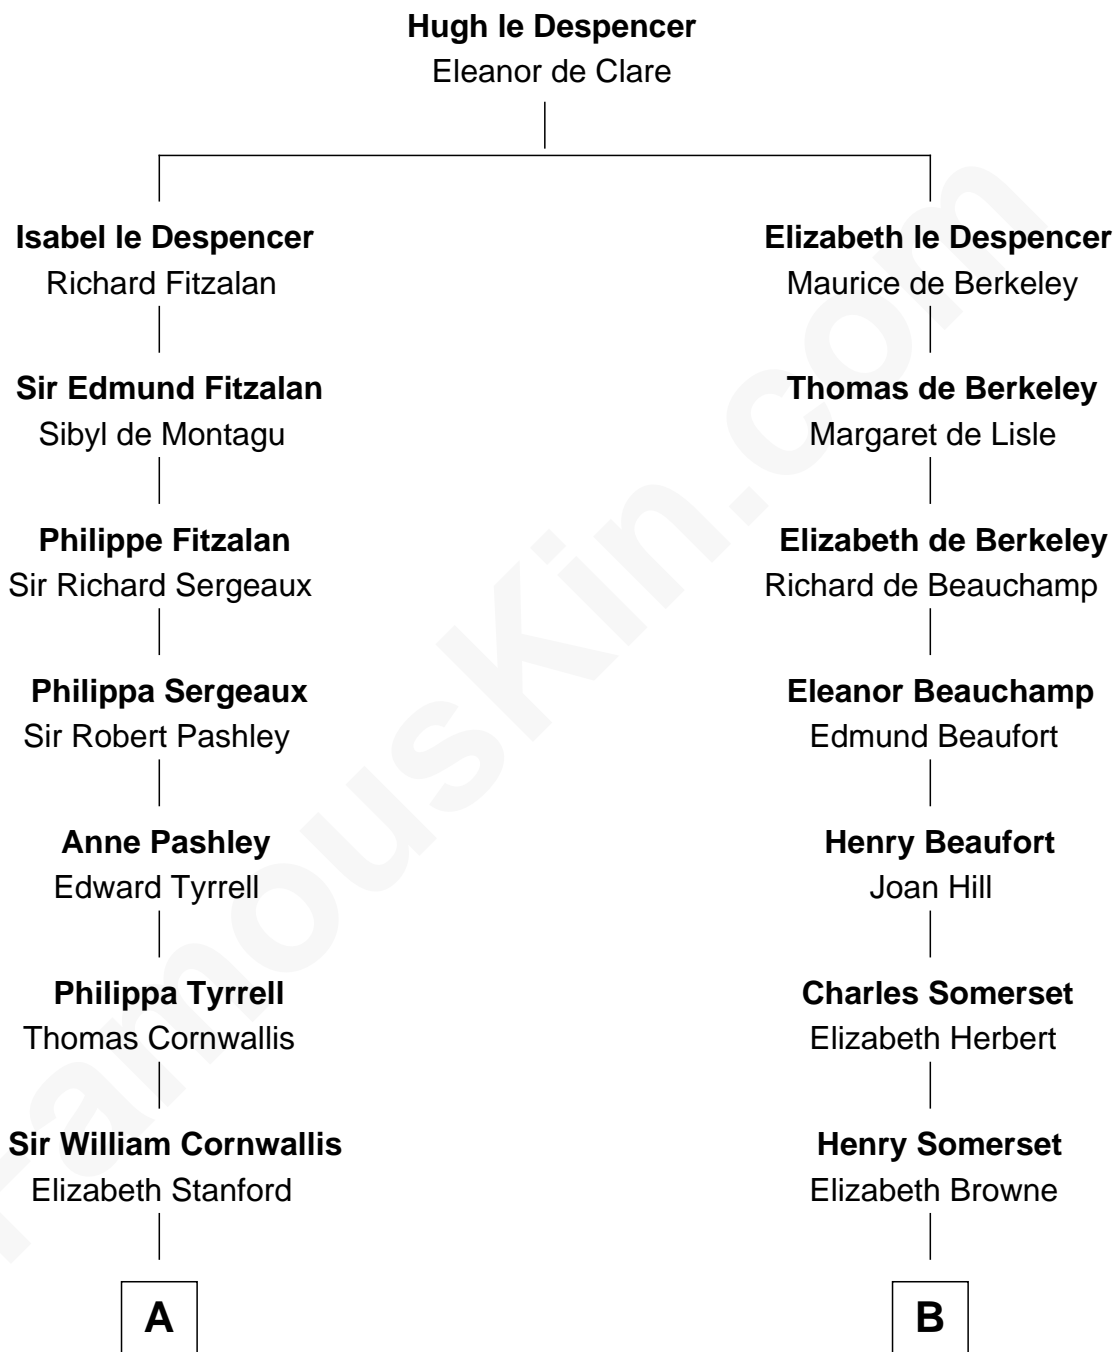 Hugh le Despencer
Eleanor de Clare
Isabel le Despencer
Richard Fitzalan
Elizabeth le Despencer
Maurice de Berkeley
Sir Edmund Fitzalan
Sibyl de Montagu
Thomas de Berkeley
Margaret de Lisle
Philippe Fitzalan
Sir Richard Sergeaux
Elizabeth de Berkeley
Richard de Beauchamp
Philippa Sergeaux
Sir Robert Pashley
Eleanor Beauchamp
Edmund Beaufort
Anne Pashley
Edward Tyrrell
Henry Beaufort
Joan Hill
Philippa Tyrrell
Thomas Cornwallis
Charles Somerset
Elizabeth Herbert
Sir William Cornwallis
Elizabeth Stanford
Henry Somerset
Elizabeth Browne
A
B
FamousKin.com